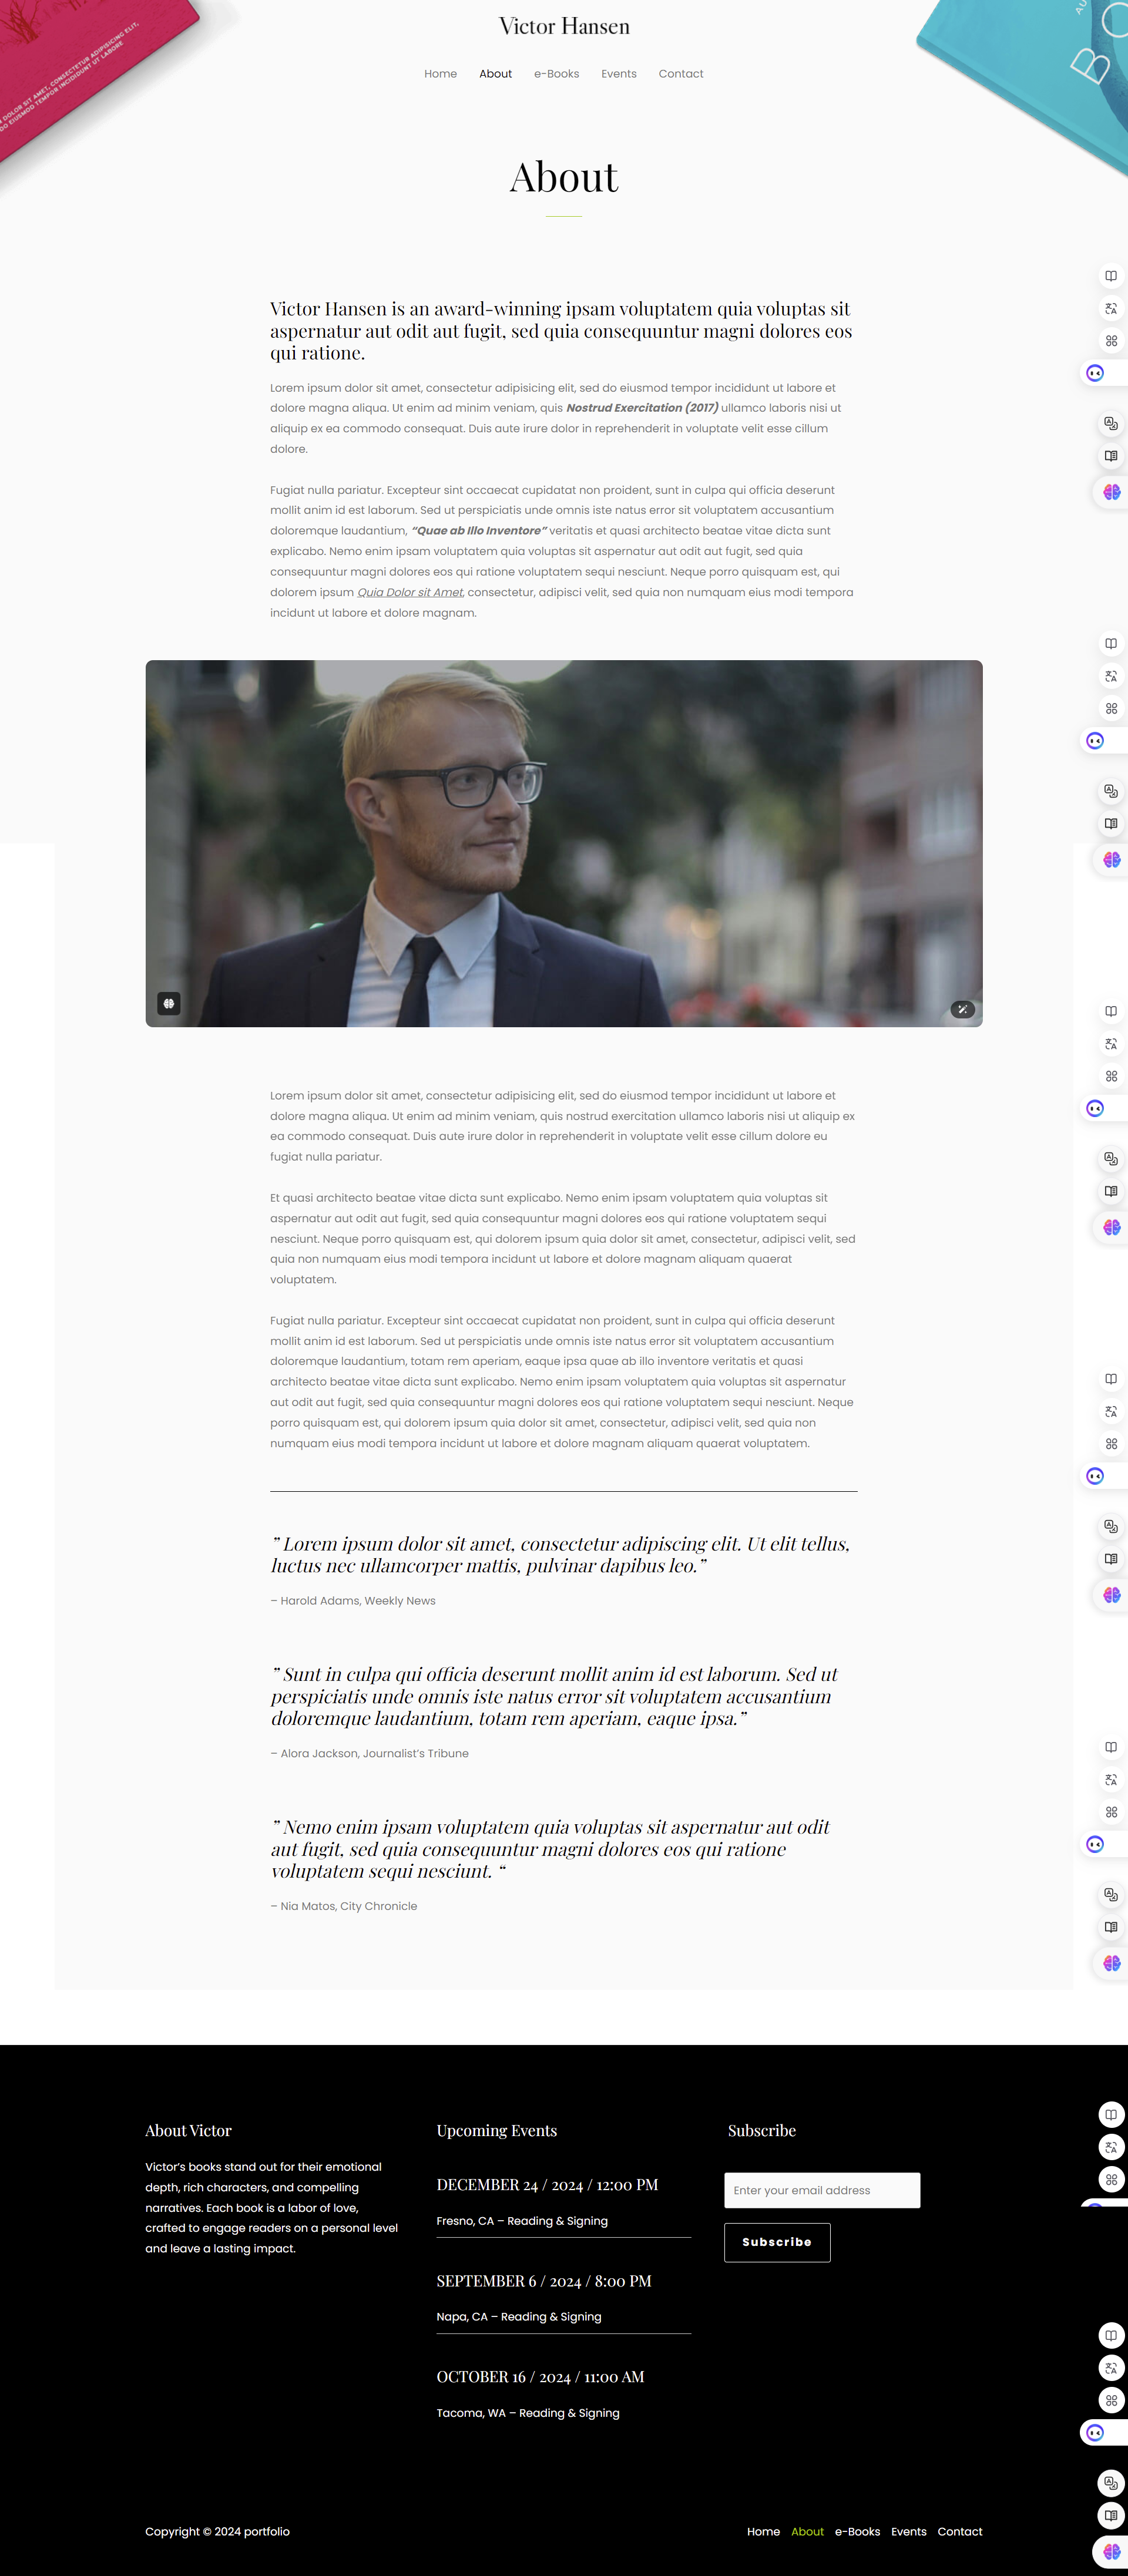 DOLOR SIT AMET, CONSECTETUR ADIPISICING ELIT,
DO EIUSMOD TEMPOR INCIDIDUNT UT LABORE
Victor Hansen
Home About e-Books Events Contact
About
Victor Hansen is an award-winning ipsam voluptatem quia voluptas sit
aspernatur aut odit aut fugit, sed quia consequuntur magni dolores eos
qui ratione.
Lorem ipsum dolor sit amet, consectetur adipisicing elit, sed do eiusmod tempor incididunt ut labore et
dolore magna aliqua. Ut enim ad minim veniam, quis Nostrud Exercitation (2017) ullamco laboris nisi ut
aliquip ex ea commodo consequat. Duis aute irure dolor in reprehenderit in voluptate velit esse cillum
dolore.
Fugiat nulla pariatur. Excepteur sint occaecat cupidatat non proident, sunt in culpa qui officia deserunt
mollit anim id est laborum. Sed ut perspiciatis unde omnis iste natus error sit voluptatem accusantium
doloremque laudantium, “Quae ab Illo Inventore” veritatis et quasi architecto beatae vitae dicta sunt
explicabo. Nemo enim ipsam voluptatem quia voluptas sit aspernatur aut odit aut fugit, sed quia
consequuntur magni dolores eos qui ratione voluptatem sequi nesciunt. Neque porro quisquam est, qui
dolorem ipsum Quia Dolor sit Amet, consectetur, adipisci velit, sed quia non numquam eius modi tempora
incidunt ut labore et dolore magnam.
Lorem ipsum dolor sit amet, consectetur adipisicing elit, sed do eiusmod tempor incididunt ut labore et
dolore magna aliqua. Ut enim ad minim veniam, quis nostrud exercitation ullamco laboris nisi ut aliquip ex
ea commodo consequat. Duis aute irure dolor in reprehenderit in voluptate velit esse cillum dolore eu
fugiat nulla pariatur.
Et quasi architecto beatae vitae dicta sunt explicabo. Nemo enim ipsam voluptatem quia voluptas sit
aspernatur aut odit aut fugit, sed quia consequuntur magni dolores eos qui ratione voluptatem sequi
nesciunt. Neque porro quisquam est, qui dolorem ipsum quia dolor sit amet, consectetur, adipisci velit, sed
quia non numquam eius modi tempora incidunt ut labore et dolore magnam aliquam quaerat
voluptatem.
Fugiat nulla pariatur. Excepteur sint occaecat cupidatat non proident, sunt in culpa qui officia deserunt
mollit anim id est laborum. Sed ut perspiciatis unde omnis iste natus error sit voluptatem accusantium
doloremque laudantium, totam rem aperiam, eaque ipsa quae ab illo inventore veritatis et quasi
architecto beatae vitae dicta sunt explicabo. Nemo enim ipsam voluptatem quia voluptas sit aspernatur
aut odit aut fugit, sed quia consequuntur magni dolores eos qui ratione voluptatem sequi nesciunt. Neque
porro quisquam est, qui dolorem ipsum quia dolor sit amet, consectetur, adipisci velit, sed quia non
numquam eius modi tempora incidunt ut labore et dolore magnam aliquam quaerat voluptatem.
” Lorem ipsum dolor sit amet, consectetur adipiscing elit. Ut elit tellus,
luctus nec ullamcorper mattis, pulvinar dapibus leo.”
– Harold Adams, Weekly News
” Sunt in culpa qui officia deserunt mollit anim id est laborum. Sed ut
perspiciatis unde omnis iste natus error sit voluptatem accusantium
doloremque laudantium, totam rem aperiam, eaque ipsa.”
– Alora Jackson, Journalist’s Tribune
” Nemo enim ipsam voluptatem quia voluptas sit aspernatur aut odit
aut fugit, sed quia consequuntur magni dolores eos qui ratione
voluptatem sequi nesciunt. “
– Nia Matos, City Chronicle
About Victor
Victor’s books stand out for their emotional
depth, rich characters, and compelling
narratives. Each book is a labor of love,
crafted to engage readers on a personal level
and leave a lasting impact.
Upcoming Events
DECEMBER 24 / 2024 / 12:00 PM
Fresno, CA – Reading & Signing
SEPTEMBER 6 / 2024 / 8:00 PM
Napa, CA – Reading & Signing
OCTOBER 16 / 2024 / 11:00 AM
Tacoma, WA – Reading & Signing
Subscribe
Enter your email address
Subscribe
Copyright © 2024 portfolio
Home About e-Books Events Contact